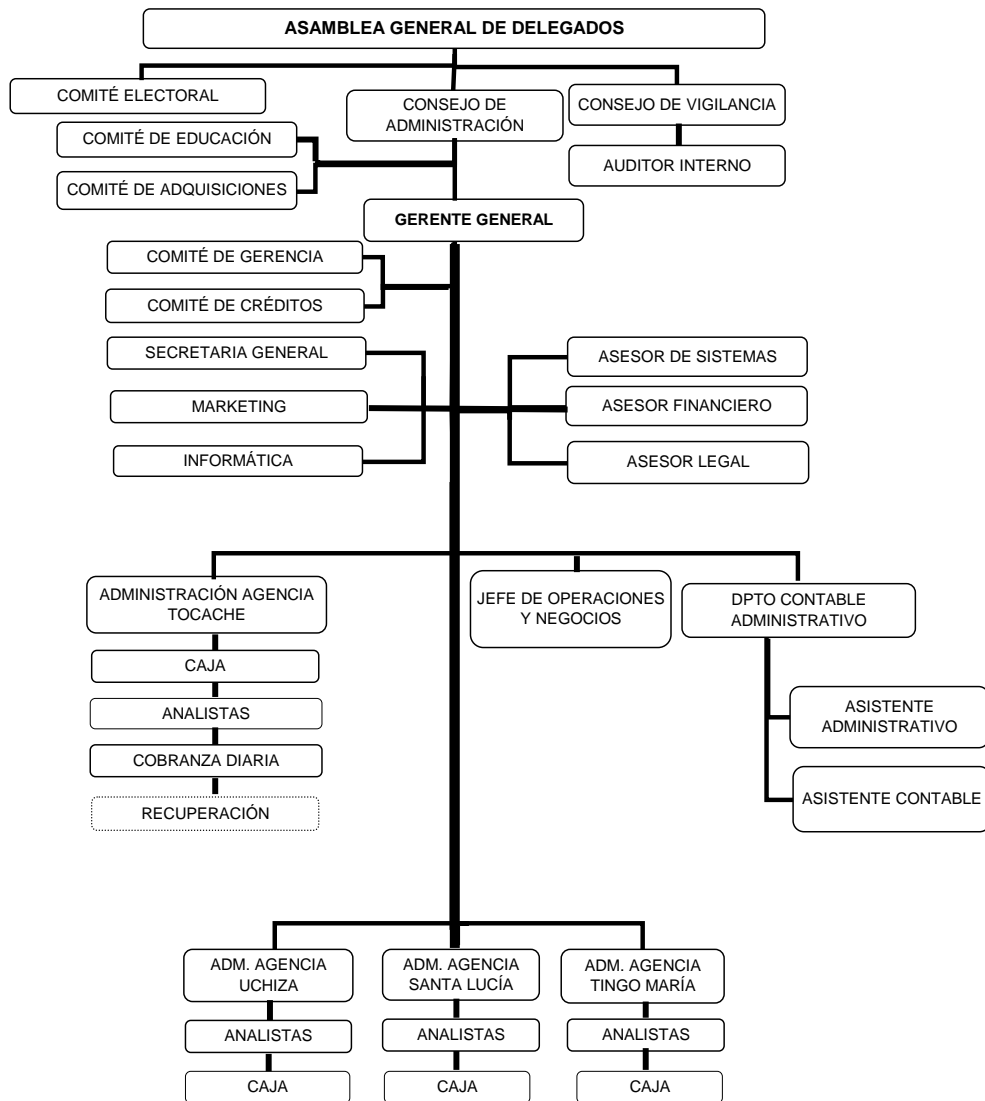 ASAMBLEA GENERAL DE DELEGADOS
COMITÉ ELECTORAL
CONSEJO DE
ADMINISTRACIÓN
CONSEJO DE VIGILANCIA
COMITÉ DE EDUCACIÓN
AUDITOR INTERNO
COMITÉ DE ADQUISICIONES
GERENTE GENERAL
COMITÉ DE GERENCIA
COMITÉ DE CRÉDITOS
SECRETARIA GENERAL
ASESOR DE SISTEMAS
MARKETING
ASESOR FINANCIERO
INFORMÁTICA
ASESOR LEGAL
ADMINISTRACIÓN AGENCIA
TOCACHE
JEFE DE OPERACIONES
Y NEGOCIOS
DPTO CONTABLE
ADMINISTRATIVO
CAJA
ANALISTAS
COBRANZA DIARIA
RECUPERACIÓN
ASISTENTE
ADMINISTRATIVO
ASISTENTE CONTABLE
ADM. AGENCIA
UCHIZA
ADM. AGENCIA
SANTA LUCÍA
ADM. AGENCIA
TINGO MARÍA
ANALISTAS
ANALISTAS
ANALISTAS
CAJA
CAJA
CAJA